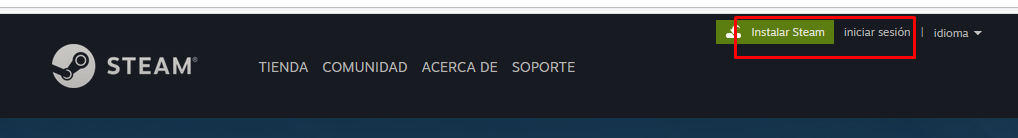 Instalar Steam iniciar sesión | idioma
STEAM® TIENDA COMUNIDAD ACERCA DE SOPORTE